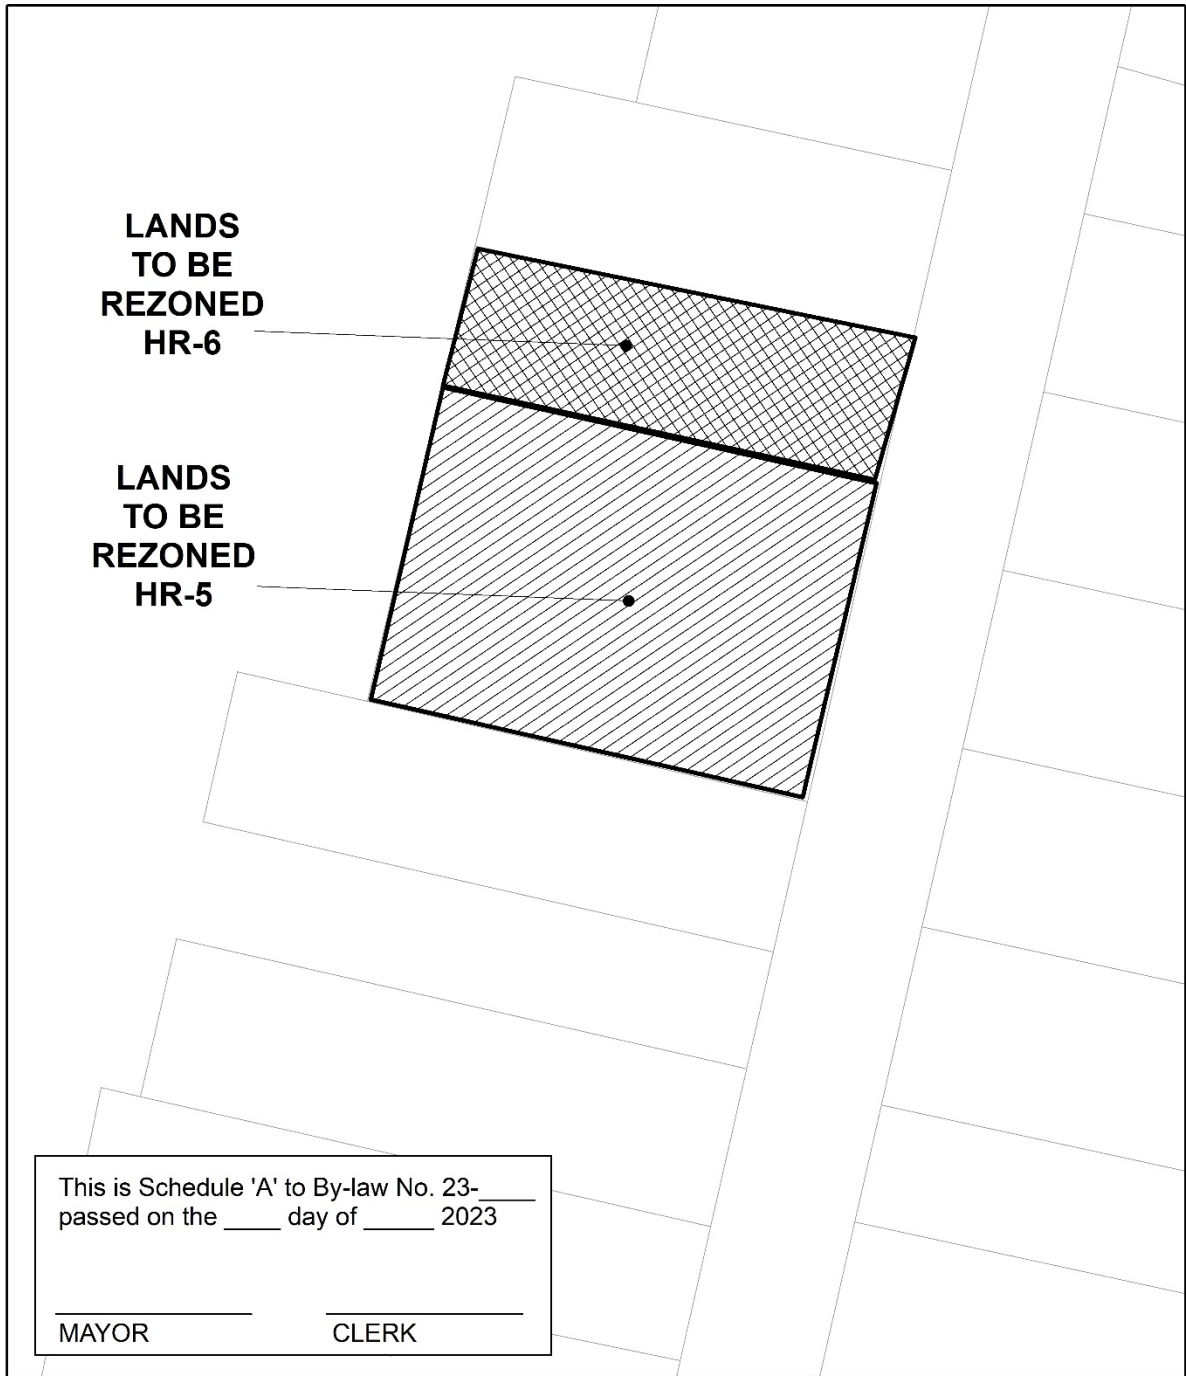 LANDS
TO BE
REZONED
HR-6
LANDS
TO BE
REZONED
HR-5
This is Schedule 'A' to By-law No. 23-____
passed on the ____ day of _____ 2023
MAYOR
CLERK